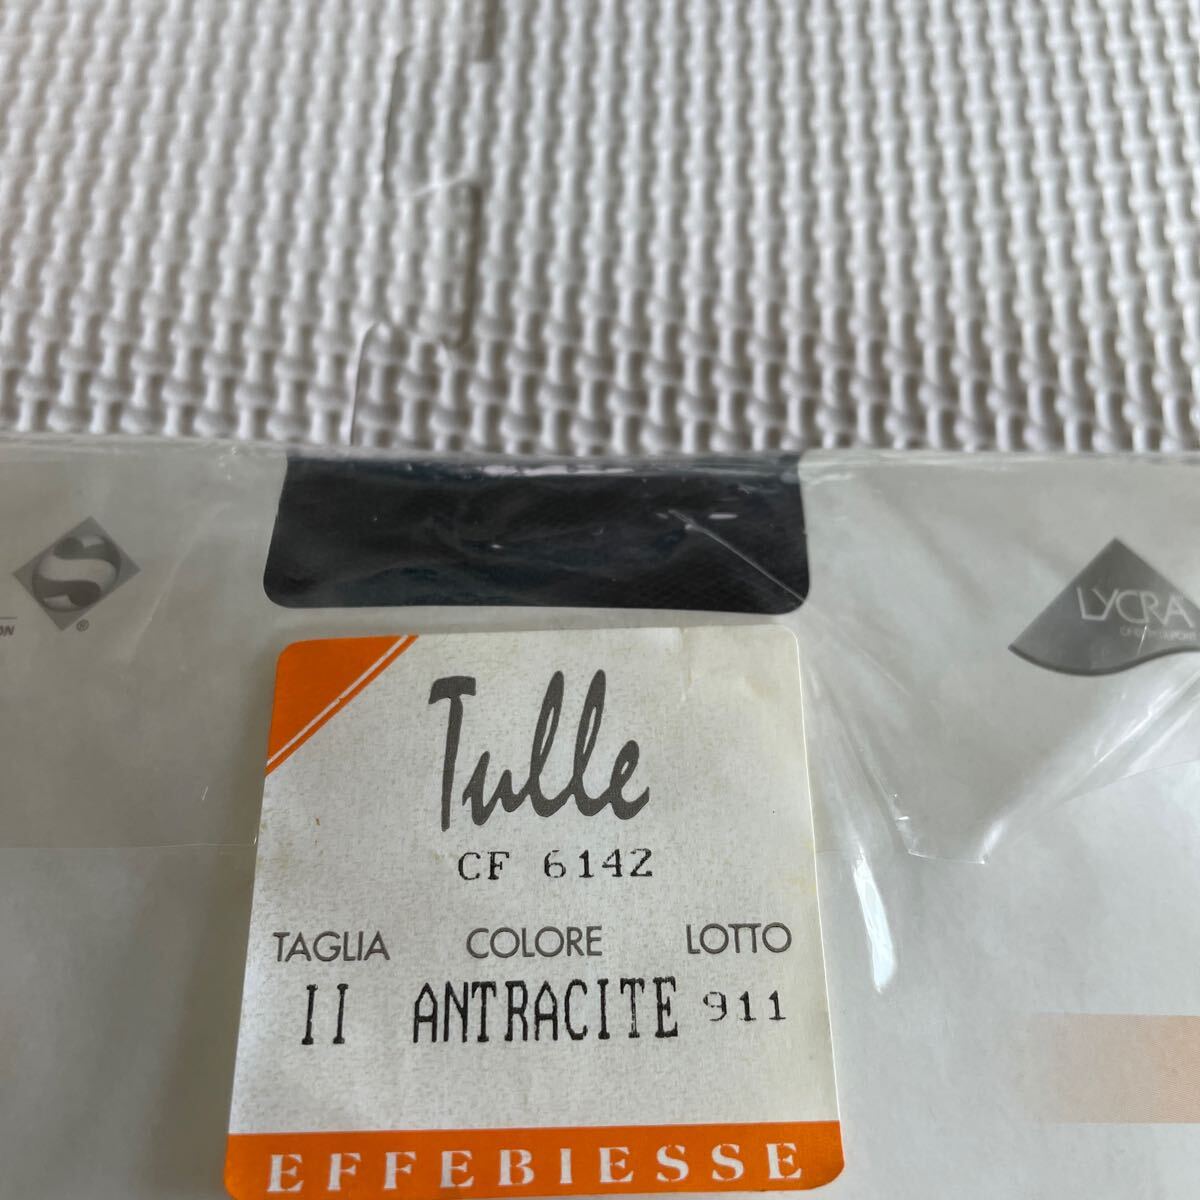 S
®
LYCRA
Tulle
CF 6142
TAGLIA COLORE LOTTO
II ANTRACITE 911
EFFEBIESSE